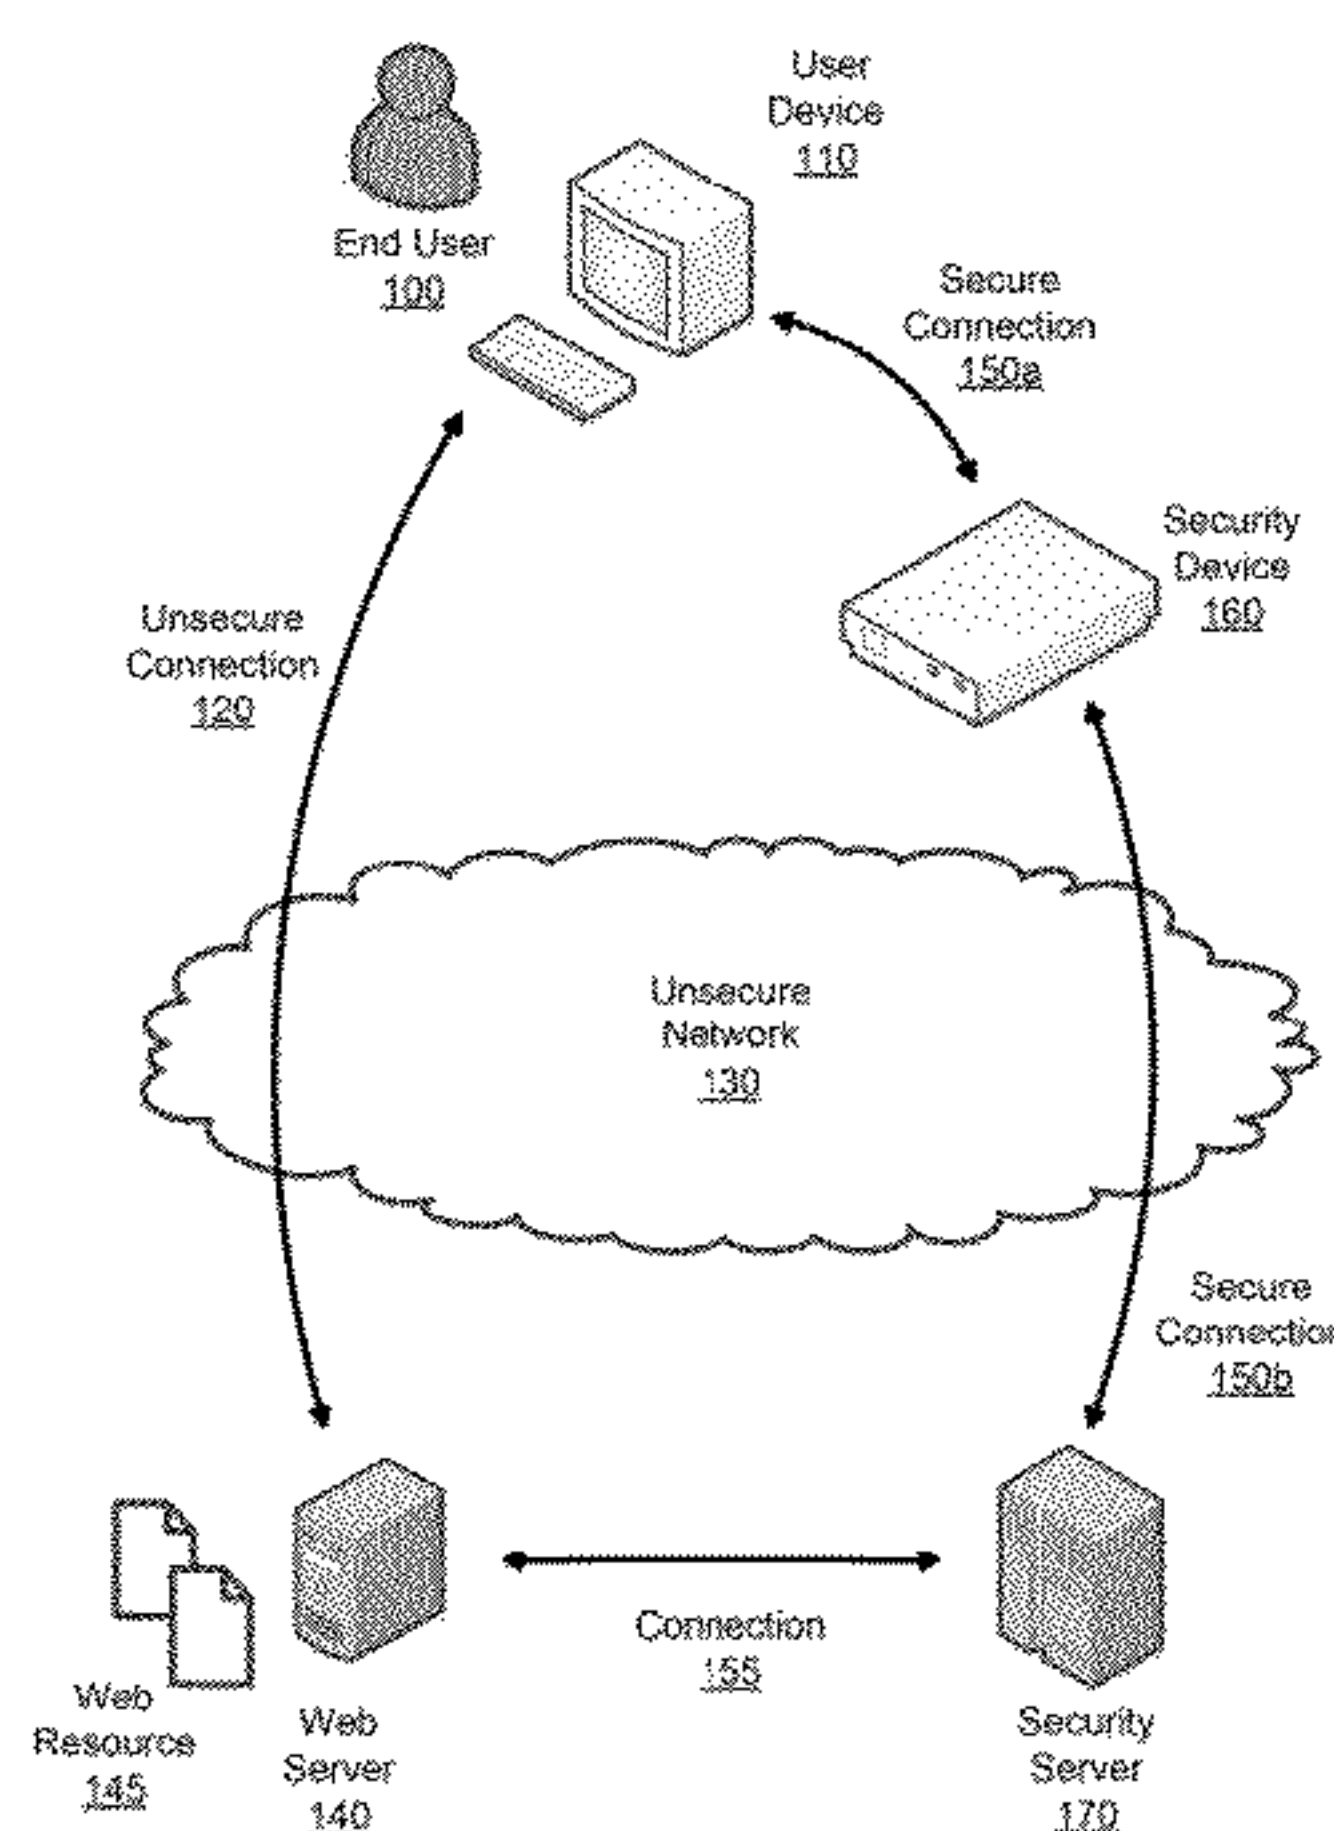 User
Device
110
End User
100
Secure
Connection
150a
Security
Device
160
Unsecure
Connection
120
Unsecure
Network
130
Secure
Connection
150b
Connection
155
Web
Resource
145
Web
Server
140
Security
Server
170